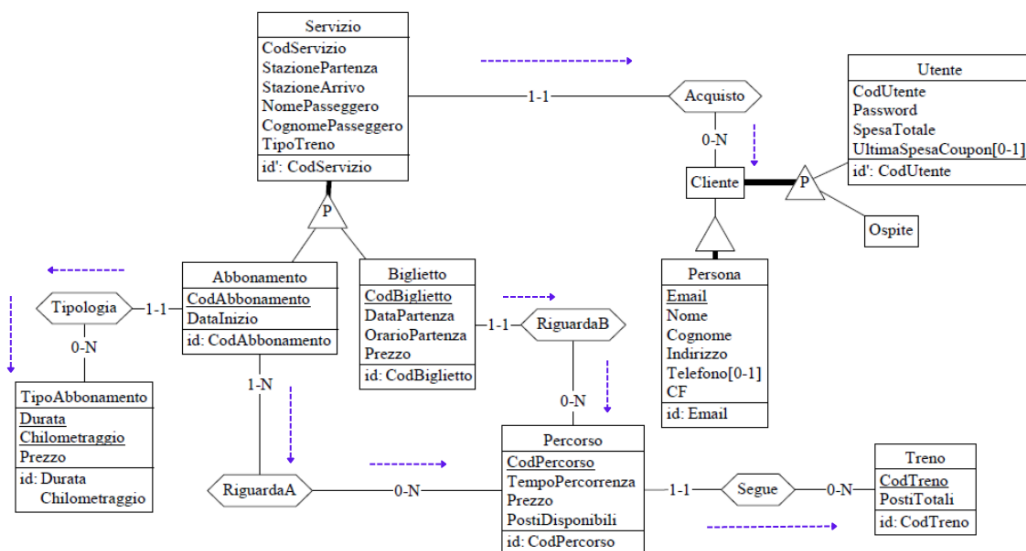 Servizio
CodServizio
StazionePartenza
StazioneArrivo
NomePasseggero
CognomePasseggero
TipoTreno
id': CodServizio
1-1
Acquisto
0-N
Cliente
P
Utente
CodUtente
Password
SpesaTotale
UltimaSpesaCoupon[0-1]
id': CodUtente
Ospite
P
Persona
Email
Nome
Cognome
Indirizzo
Telefono[0-1]
CF
id: Email
Abbonamento
CodAbbonamento
DataInizio
id: CodAbbonamento
Biglietto
CodBiglietto
DataPartenza
OrarioPartenza
Prezzo
id: CodBiglietto
1-1
RiguardaB
0-N
Tipologia
1-1
0-N
TipoAbbonamento
Durata
Chilometraggio
Prezzo
id: Durata
Chilometraggio
1-N
RiguardaA
0-N
Percorso
CodPercorso
TempoPercorrenza
Prezzo
PostiDisponibili
id: CodPercorso
1-1
Segue
0-N
Treno
CodTreno
PostiTotali
id: CodTreno